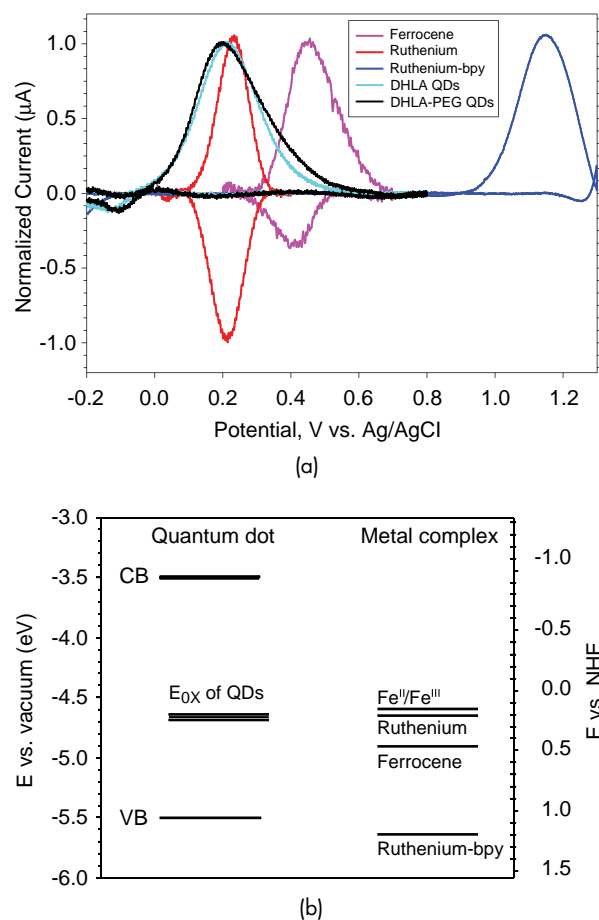 Normalized Current (µA)
1.0
0.5
0.0
-0.5
-1.0
Ferrocene
Ruthenium
Ruthenium-bpy
DHLA QDs
DHLA-PEG QDs
-0.2
0.0
0.2
0.4
0.6
0.8
1.0
1.2
Potential, V vs. Ag/AgCl
(a)
E vs. vacuum (eV)
-3.0
-3.5
-4.0
-4.5
-5.0
-5.5
-6.0
Quantum dot
Metal complex
CB
E0X of QDs
VB
FeII/FeIII
Ruthenium
Ferrocene
Ruthenium-bpy
-1.0
-0.5
0.0
0.5
1.0
1.5
E vs. NHE
(b)